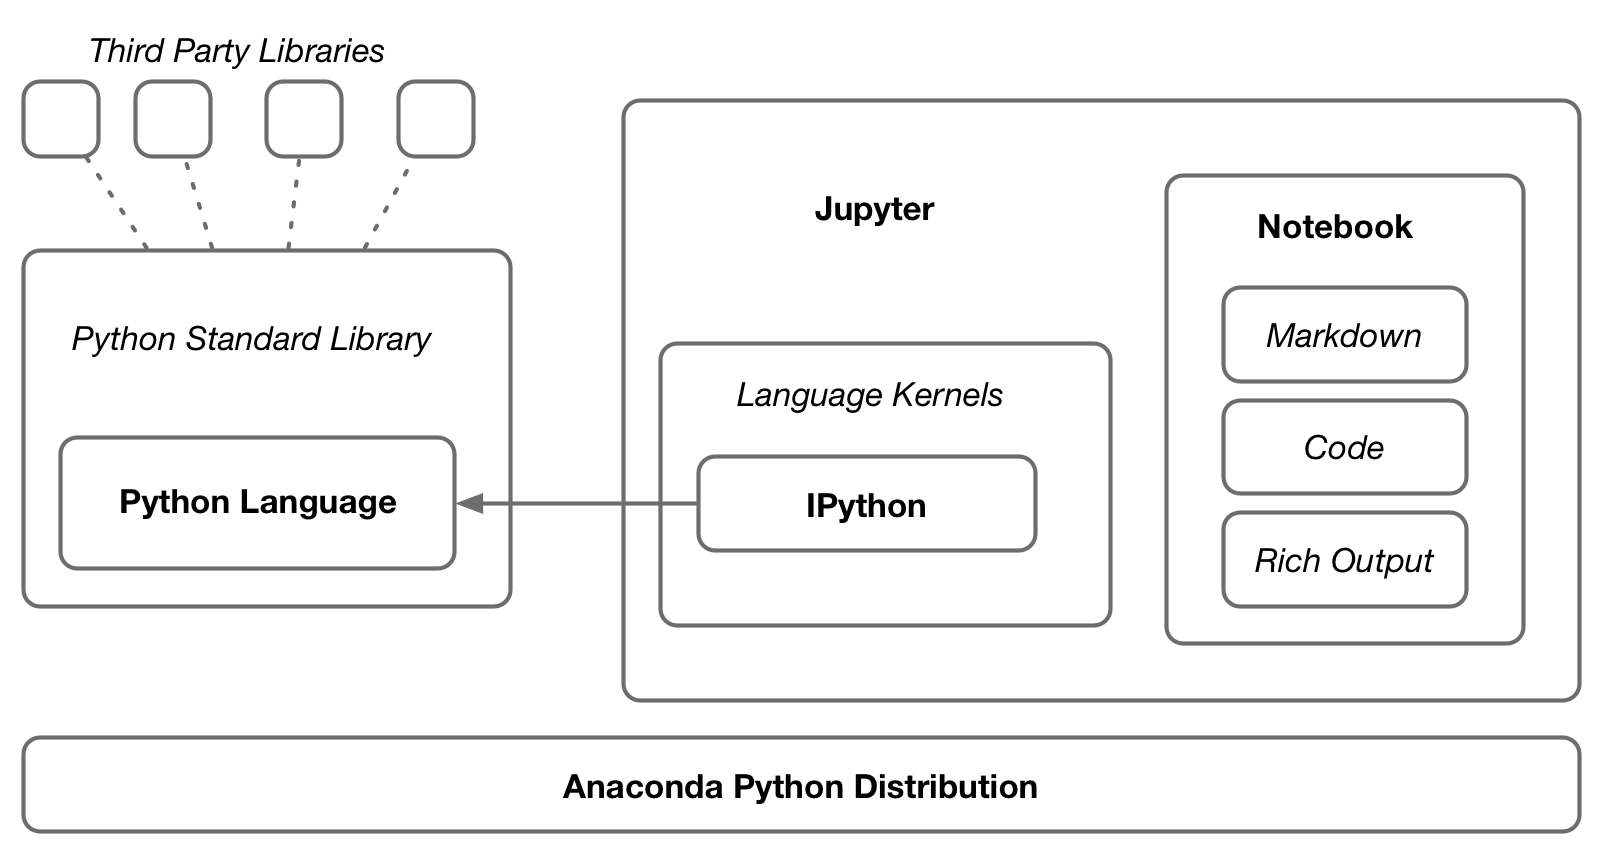 Third Party Libraries
Python Standard Library
Python Language
Jupyter
Language Kernels
IPython
Notebook
Markdown
Code
Rich Output
Anaconda Python Distribution